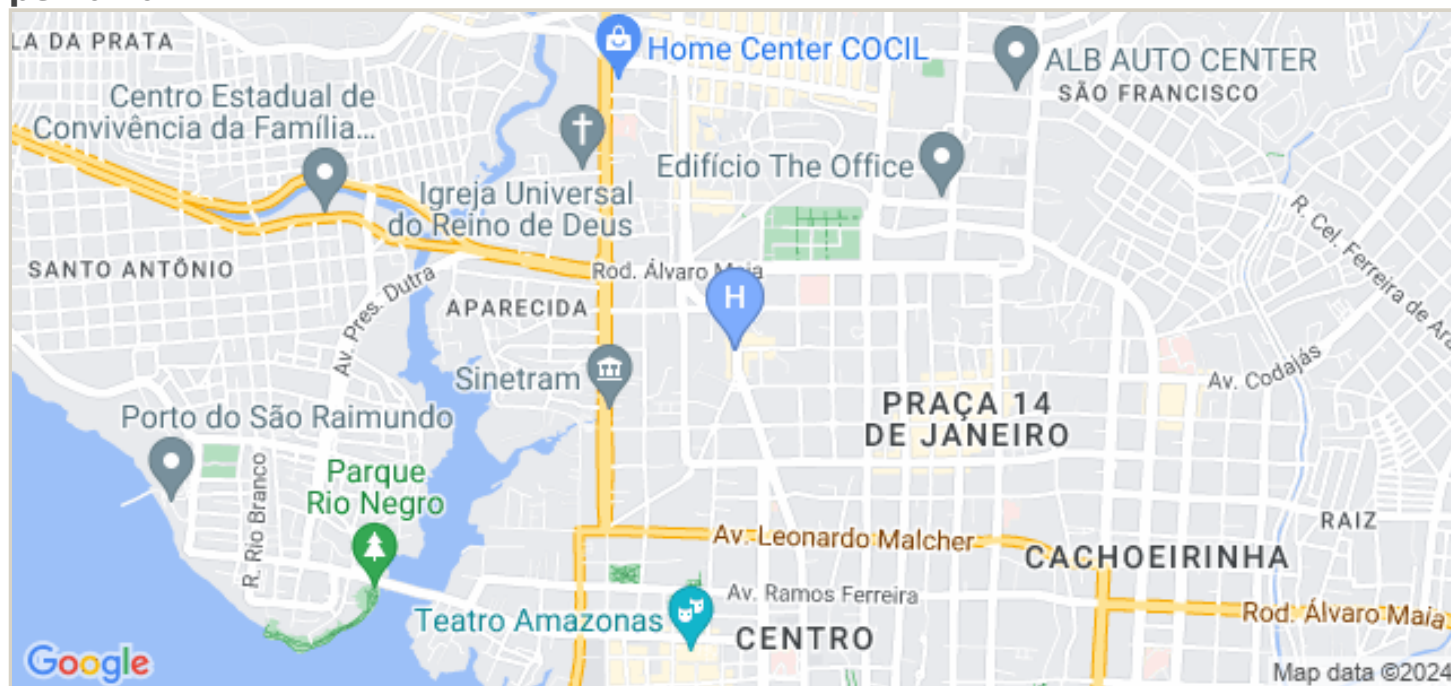 LA DA PRATA
Home Center COCIL
ALB AUTO CENTER
SÃO FRANCISCO
Centro Estadual de
Convivência da Família...
Edifício The Office
Igreja Universal
do Reino de Deus
R. Cel. Ferreira de Ara
SANTO ANTÔNIO
Rod. Álvaro Maia
H
Av. Pres. Dutra
APARECIDA
Sinetram
Av. Codajás
PRAÇA 14
DE JANEIRO
Porto do São Raimundo
Parque
Rio Negro
R. Rio Branco
RAIZ
Av. Leonardo Malcher
CACHOEIRINHA
Av. Ramos Ferreira
Rod. Álvaro Maia
Teatro Amazonas
CENTRO
Google
Map data ©2024